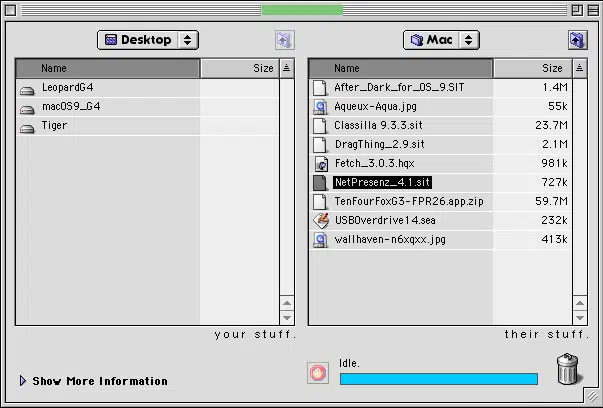 Desktop
Mac
Name Size
Name Size
LeopardG4
macOS9_G4
Tiger
After_Dark_for_OS_9.SIT 1.4M
Aqueux-Aqua.jpg 55k
Classilla 9.3.3.sit 23.7M
DragThing_2.9.sit 2.1M
Fetch_3.0.3.hqx 981k
NetPresenz_4.1.sit 727k
TenFourFoxG3-FPR26.app.zip 59.7M
USBOverdrive14.sea 232k
wallhaven-n6xqxx.jpg 413k
your stuff.
their stuff.
Idle.
Show More Information